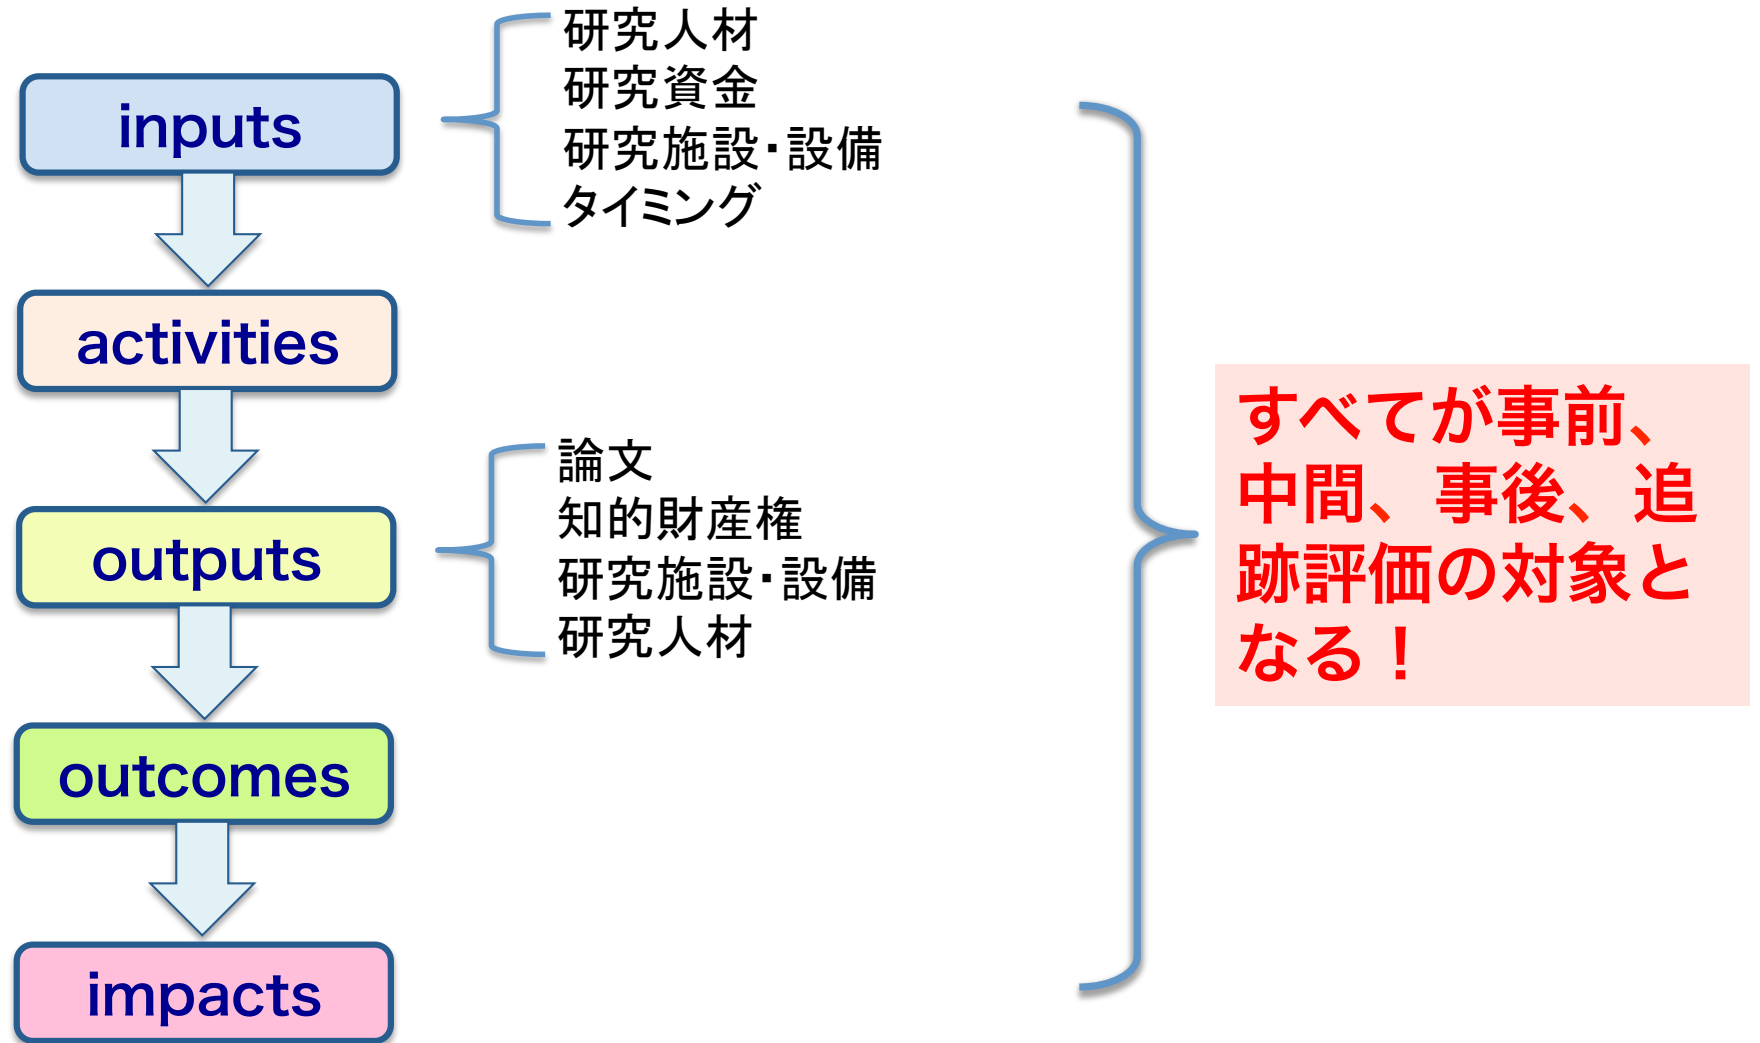 inputs
研究人材
研究資金
研究施設・設備
タイミング
activities
outputs
論文
知的財産権
研究施設・設備
研究人材
outcomes
impacts
すべてが事前、
中間、事後、追
跡評価の対象と
なる！